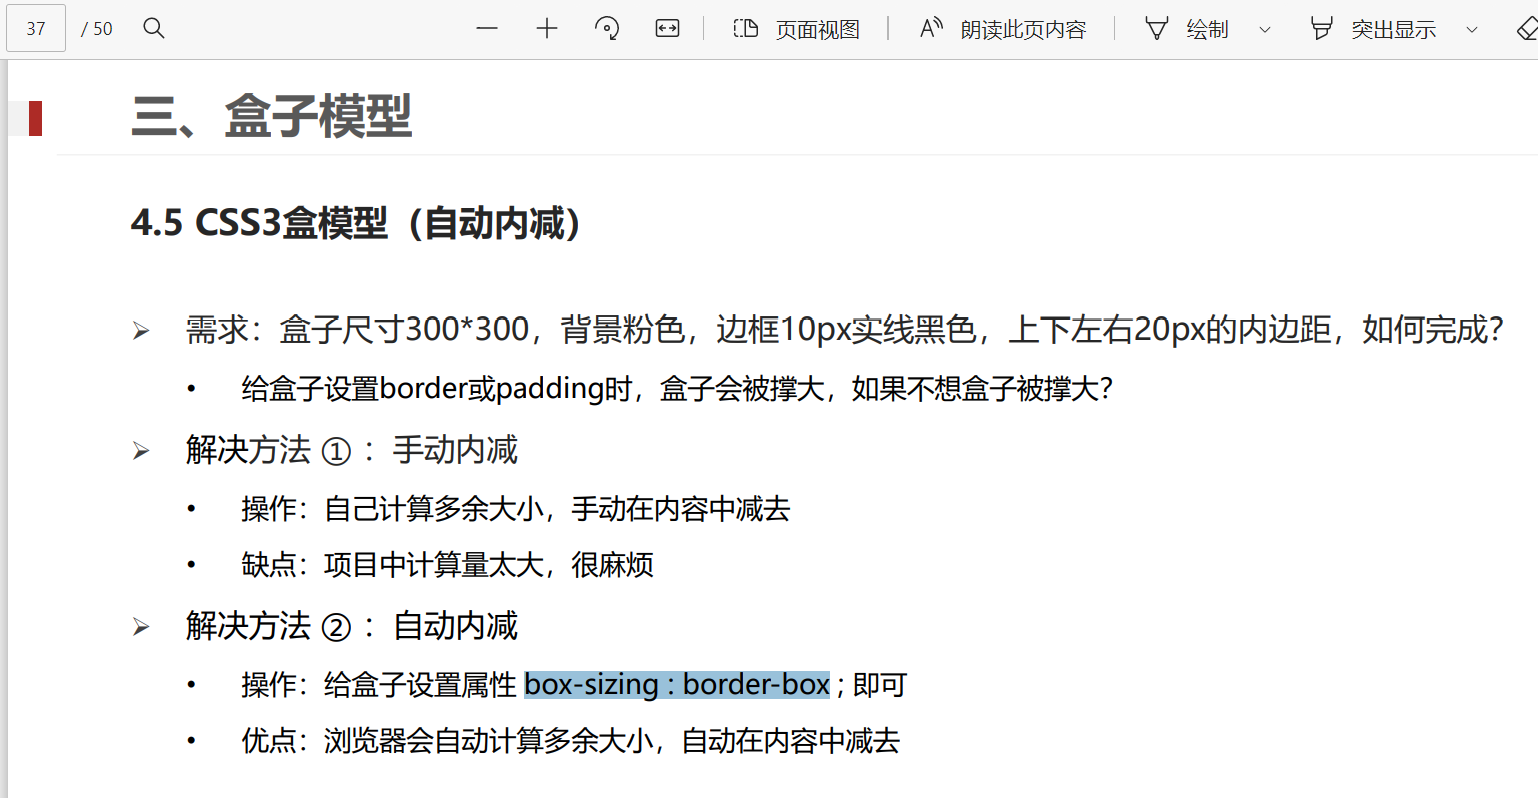 37 / 50 页面视图 朗读此页内容 绘制 突出显示
三、盒子模型
4.5 CSS3盒模型（自动内减）
➢ 需求：盒子尺寸300*300，背景粉色，边框10px实线黑色，上下左右20px的内边距，如何完成？
• 给盒子设置border或padding时，盒子会被撑大，如果不想盒子被撑大？
➢ 解决方法 ① ：手动内减
• 操作：自己计算多余大小，手动在内容中减去
• 缺点：项目中计算量太大，很麻烦
➢ 解决方法 ② ：自动内减
• 操作：给盒子设置属性 box-sizing : border-box ; 即可
• 优点：浏览器会自动计算多余大小，自动在内容中减去